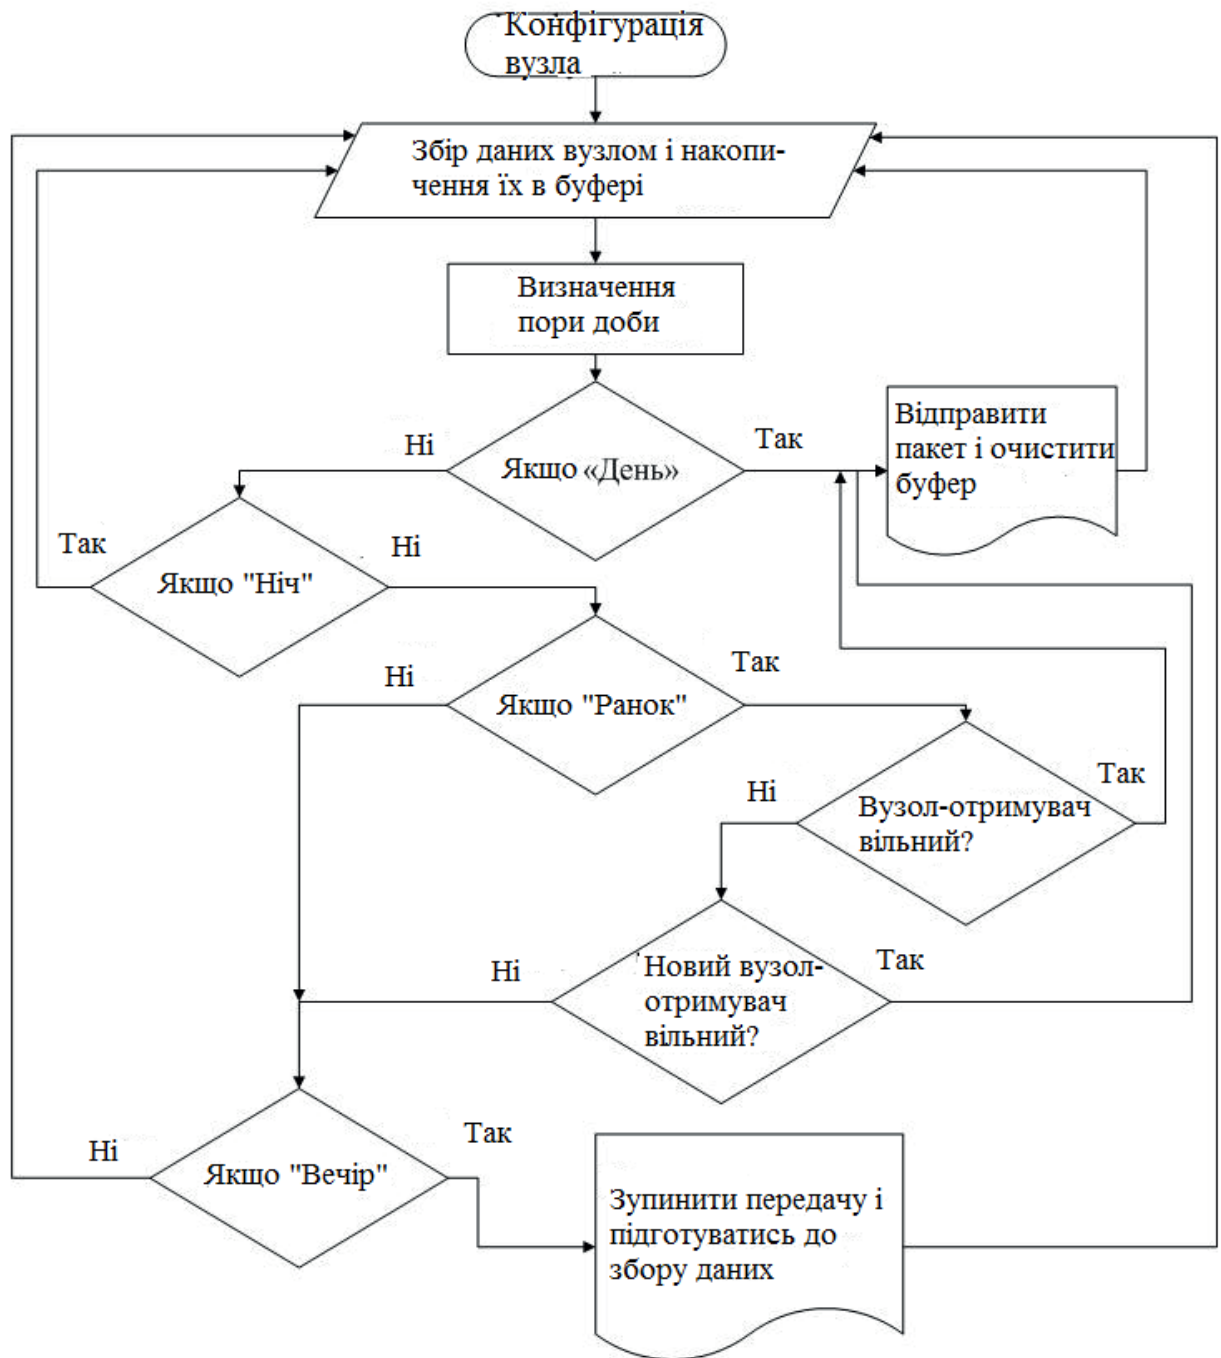 Конфігурація
вузла
Збір даних вузлом і накопи-
чення їх в буфері
Визначення
пори доби
Ні
Якщо «День»
Так
Відправити
пакет і очистити
буфер
Так
Якщо "Ніч"
Ні
Ні
Якщо "Ранок"
Так
Ні
Вузол-отримувач
вільний?
Так
Ні
Новий вузол-
отримувач
вільний?
Так
Ні
Якщо "Вечір"
Так
Зупинити передачу і
підготуватись до
збору даних